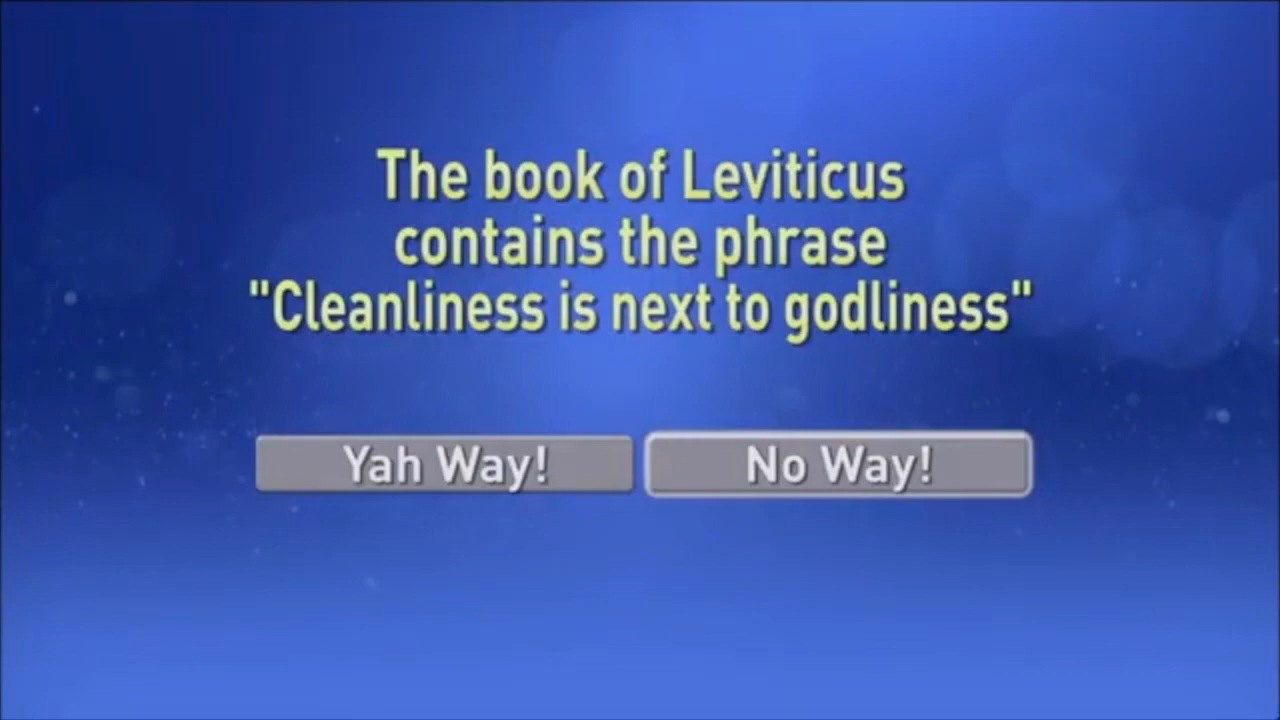 The book of Leviticus
contains the phrase
"Cleanliness is next to godliness"
Yah Way!
No Way!